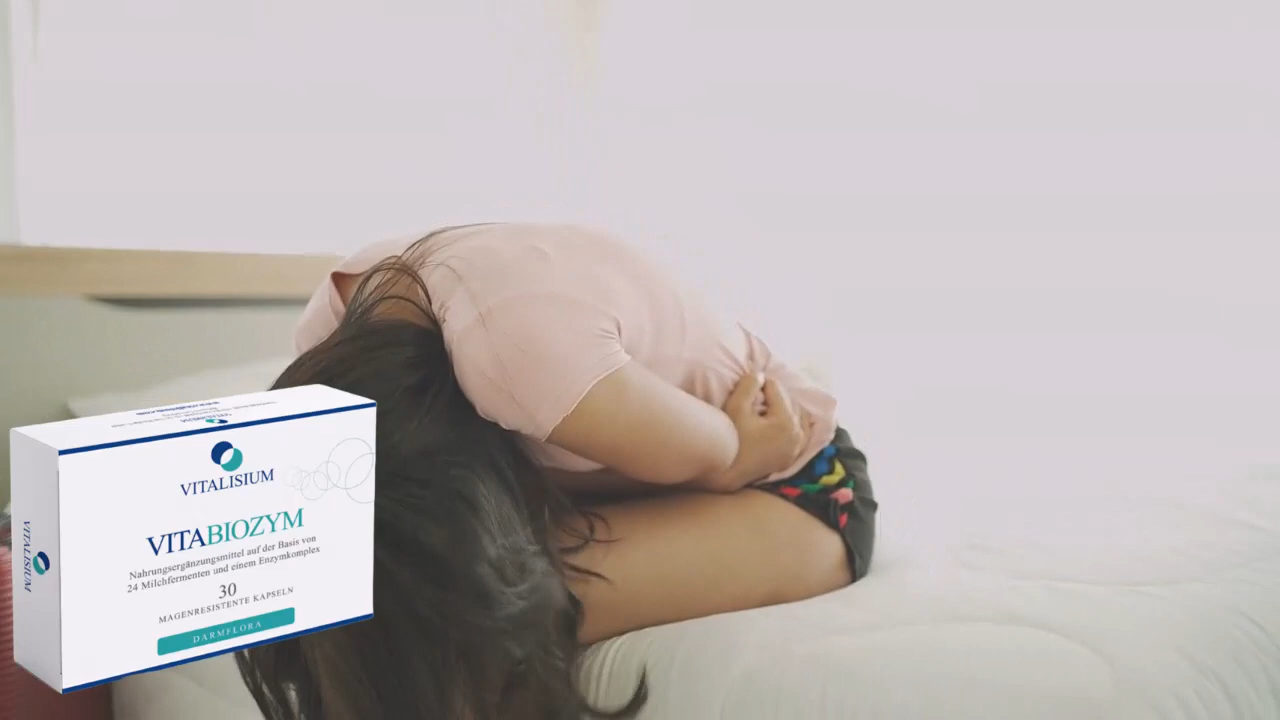 VITALISIUM
VITABIOZYM
Nahrungsergänzungsmittel auf der Basis von
24 Milchfermenten und einem Enzymkomplex
30
MAGENRESISTENTE KAPSELN
DARMFLORA
VITALISIUM